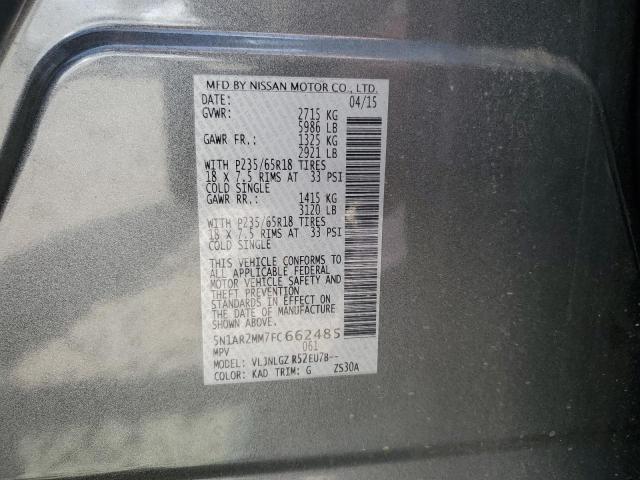 MFD BY NISSAN MOTOR CO., LTD.
DATE: 04/15
GVWR: 2715 KG
5986 LB
GAWR FR.: 1325 KG
2921 LB
WITH P235/65R18 TIRES
18 X 7.5 RIMS AT 33 PSI
COLD SINGLE
GAWR RR.: 1415 KG
3120 LB
WITH P235/65R18 TIRES
18 X 7.5 RIMS AT 33 PSI
COLD SINGLE
THIS VEHICLE CONFORMS TO
ALL APPLICABLE FEDERAL
MOTOR VEHICLE SAFETY AND
THEFT PREVENTION
STANDARDS IN EFFECT ON
THE DATE OF MANUFACTURE
SHOWN ABOVE.
5N1AR2MM7FC662485
MPV 061
MODEL: VLJNLGZ R52EU7B--
COLOR: KAD TRIM: G ZS30A